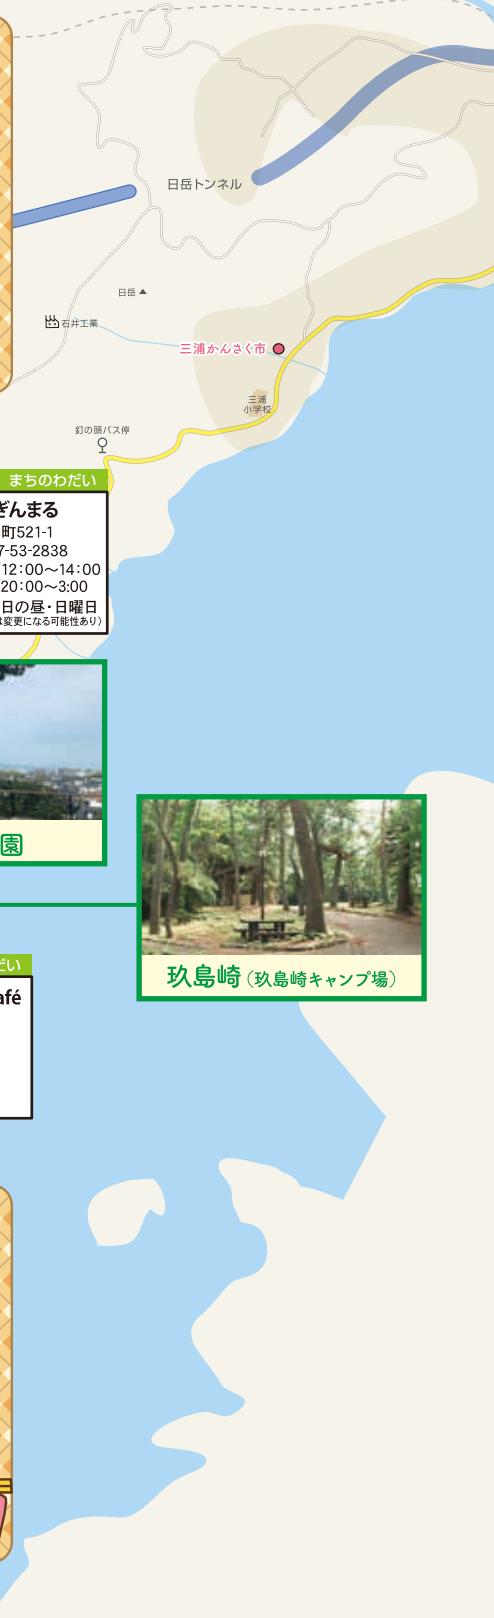 日岳トンネル
日岳
石井工業
三浦かんさく市
三浦
小学校
釘の頭バス停
まちのわだい
ぎんまる
町521-1
7-53-2838
12：00〜14：00
20：00〜3:00
日の昼・日曜日
変更になる可能性あり）
園
玖島崎（玖島崎キャンプ場）
だい
afé